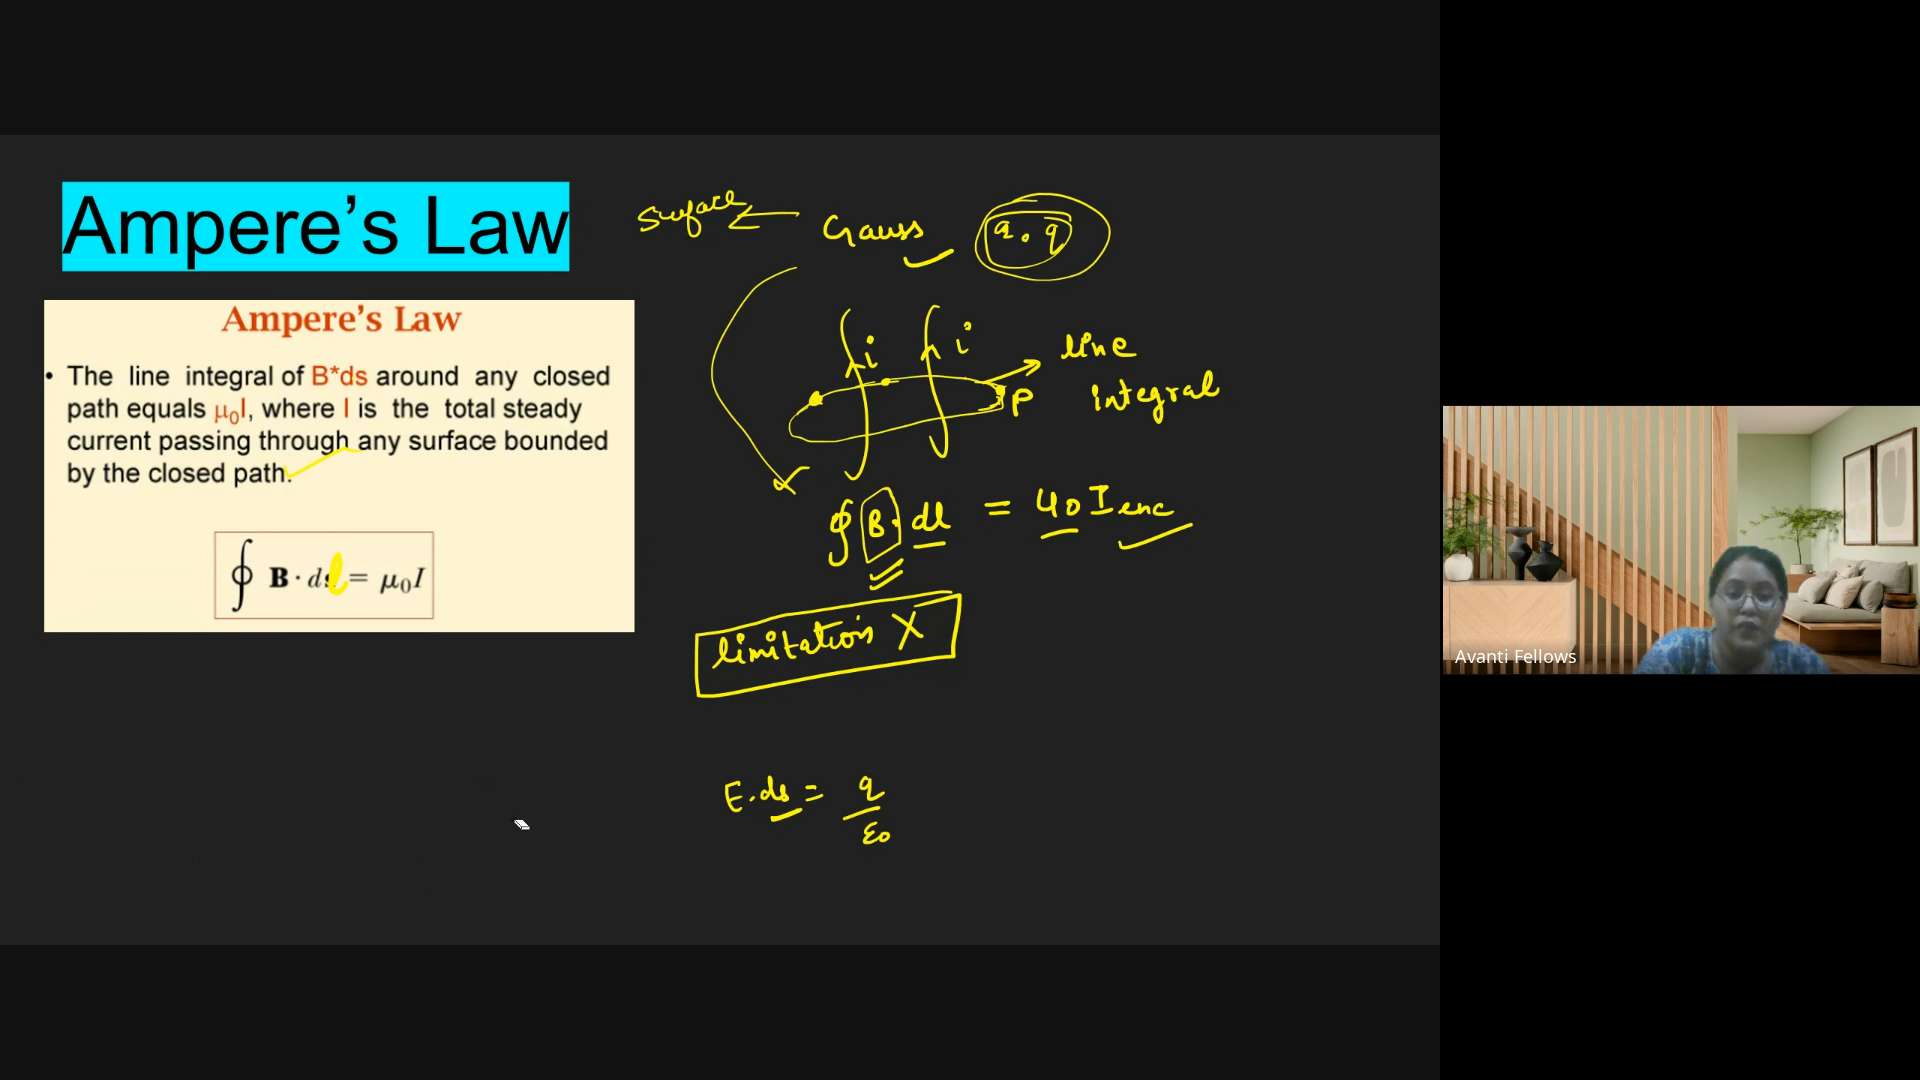 Ampere’s Law
Surface
Gauss
q . q
Ampere’s Law
• The line integral of B*ds around any closed
path equals μ₀I, where I is the total steady
current passing through any surface bounded
by the closed path.
∮ B · dl = μ₀I
i
i
line
integral
P
∮ B · dl = μ₀ I enc
limitation X
E.ds = q
ε₀
Avanti Fellows